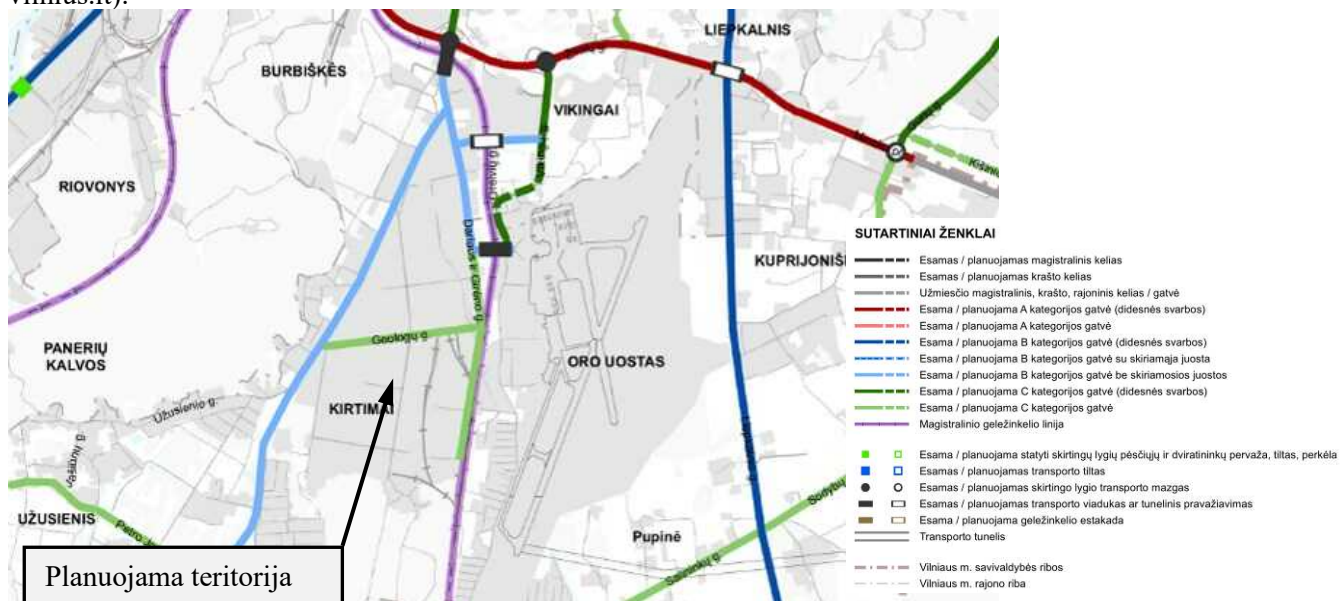 vilnius.lt).
LIEPKALNIS
BURBIŠKĖS
VIKINGAI
RIOVONYS
Dariaus ir Girėno g.
KUPRIJONIŠ
Geologų g.
PANERIŲ
KALVOS
ORO UOSTAS
KIRTIMAI
Užusienio g.
UŽUSIENIS
Pupinė
Sodybų
Salininkų g.
Planuojama teritorija
SUTARTINIAI ŽENKLAI
Esamas / planuojamas magistralinis kelias
Esamas / planuojamas krašto kelias
Užmiesčio magistralinis, krašto, rajoninis kelias / gatvė
Esama / planuojama A kategorijos gatvė (didesnės svarbos)
Esama / planuojama A kategorijos gatvė
Esama / planuojama B kategorijos gatvė (didesnės svarbos)
Esama / planuojama B kategorijos gatvė su skiriamąja juosta
Esama / planuojama B kategorijos gatvė be skiriamosios juostos
Esama / planuojama C kategorijos gatvė (didesnės svarbos)
Esama / planuojama C kategorijos gatvė
Magistralinio geležinkelio linija
Esama / planuojama statyti skirtingų lygių pėsčiųjų ir dviratininkų pervaža, tiltas, perkėla
Esamas / planuojamas transporto tiltas
Esamas / planuojamas skirtingo lygio transporto mazgas
Esamas / planuojamas transporto viadukas ar tunelinis pravažiavimas
Esama / planuojama geležinkelio estakada
Transporto tunelis
Vilniaus m. savivaldybės ribos
Vilniaus m. rajono riba